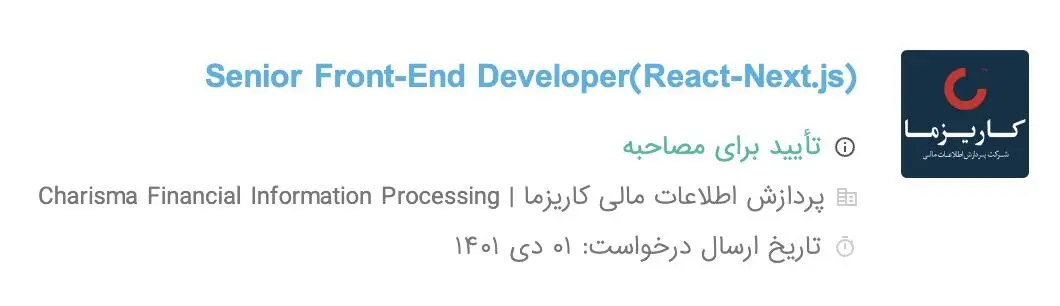 Senior Front-End Developer(React-Next.js)
تأیید برای مصاحبه
پردازش اطلاعات مالی کاریزما | Charisma Financial Information Processing
تاریخ ارسال درخواست: ۰۱ دی ۱۴۰۱
کاریزما
شرکت پردازش اطلاعات مالی